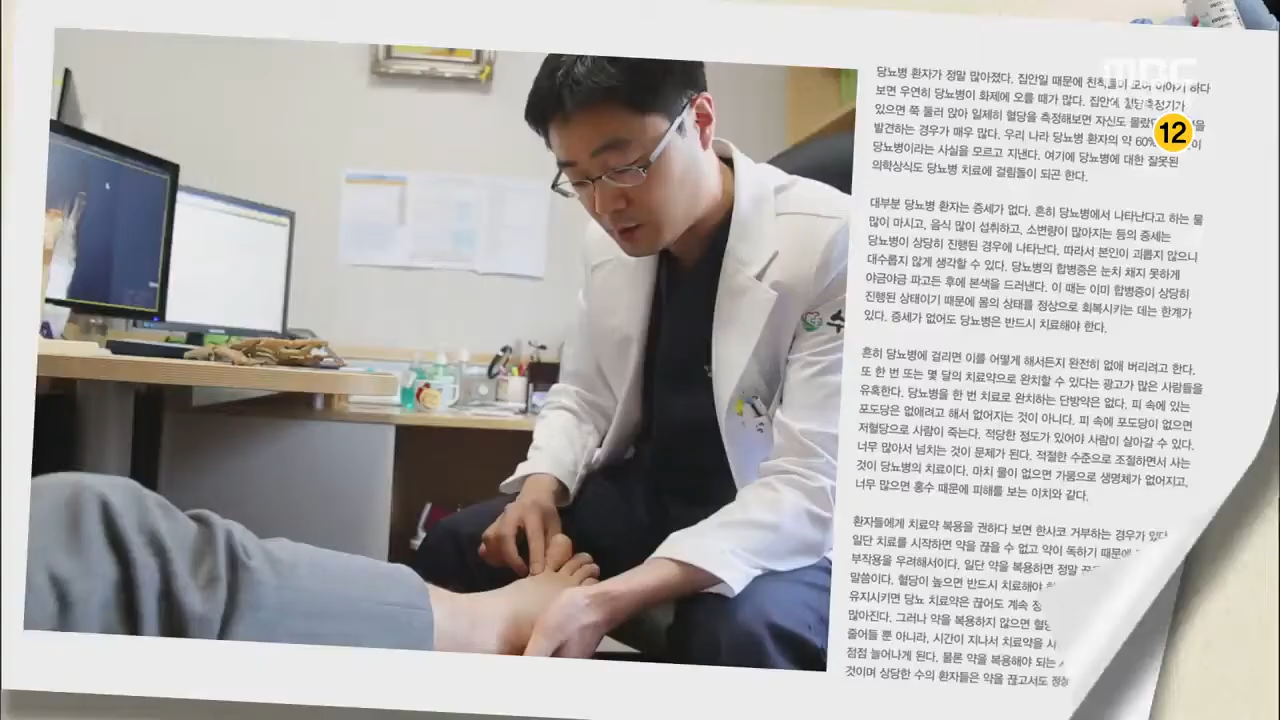 MBC
12
당뇨병 환자가 정말 많아졌다. 집안일 때문에 친척들이 모여 이야기 하다
보면 우연히 당뇨병이 화제에 오를 때가 많다. 집안에 혈당측정기가
있으면 쭉 둘러 앉아 일제히 혈당을 측정해보면 자신도 몰랐던
발견하는 경우가 매우 많다. 우리 나라 당뇨병 환자의 약 60% 이
당뇨병이라는 사실을 모르고 지낸다. 여기에 당뇨병에 대한 잘못된
의학상식도 당뇨병 치료에 걸림돌이 되곤 한다.
대부분 당뇨병 환자는 증세가 없다. 흔히 당뇨병에서 나타난다고 하는 물
많이 마시고, 음식 많이 섭취하고, 소변량이 많아지는 등의 증세는
당뇨병이 상당히 진행된 경우에 나타난다. 따라서 본인이 괴롭지 않으니
대수롭지 않게 생각할 수 있다. 당뇨병의 합병증은 눈치 채지 못하게
야금야금 파고든 후에 본색을 드러낸다. 이 때는 이미 합병증이 상당히
진행된 상태이기 때문에 몸의 상태를 정상으로 회복시키는 데는 한계가
있다. 증세가 없어도 당뇨병은 반드시 치료해야 한다.
흔히 당뇨병에 걸리면 이를 어떻게 해서든지 완전히 없애 버리려고 한다.
또 한 번 또는 몇 달의 치료약으로 완치할 수 있다는 광고가 많은 사람들을
유혹한다. 당뇨병을 한 번 치료로 완치하는 단방약은 없다. 피 속에 있는
포도당은 없애려고 해서 없어지는 것이 아니다. 피 속에 포도당이 없으면
저혈당으로 사람이 죽는다. 적당한 정도가 있어야 사람이 살아갈 수 있다.
너무 많아서 넘치는 것이 문제가 된다. 적절한 수준으로 조절하면서 사는
것이 당뇨병의 치료이다. 마치 물이 없으면 가뭄으로 생명체가 없어지고,
너무 많으면 홍수 때문에 피해를 보는 이치와 같다.
환자들에게 치료약 복용을 권하다 보면 한사코 거부하는 경우가 있다
일단 치료를 시작하면 약을 끊을 수 없고 약이 독하기 때문에
부작용을 우려해서이다. 일단 약을 복용하면 정말
말씀이다. 혈당이 높으면 반드시 치료해야
유지시키면 당뇨 치료약은 끊어도 계속
많아진다. 그러나 약을 복용하지 않으면
줄어들 뿐 아니라, 시간이 지나서 치료약을
점점 늘어나게 된다. 물론 약을 복용해야 되는
것이며 상당한 수의 환자들은 약을 끊고서도